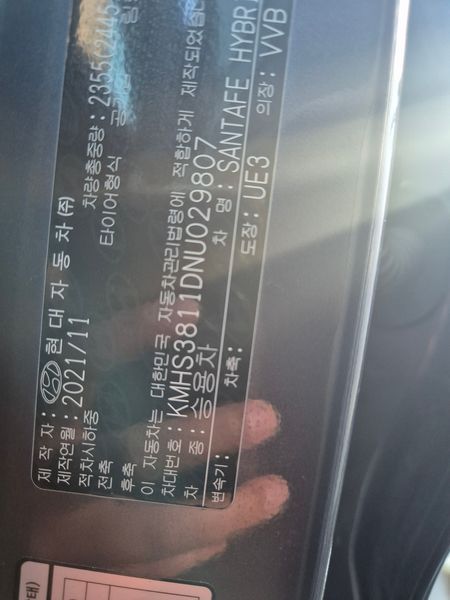 제 작 자: 현 대 자 동 차 (주)
제작연월: 2021/11
적차시하중 차량총중량: 2355(2445
전축 타이어형식
후축
이 자동차는 대한민국 자동차관리법령에 적합하게 제작되었습니
차대번호: KMHS3811DNU029807
차 종: 승용차 차 명: SANTAFE HYBRI
변속기: 차축: 도장: UE3 의장: VVB